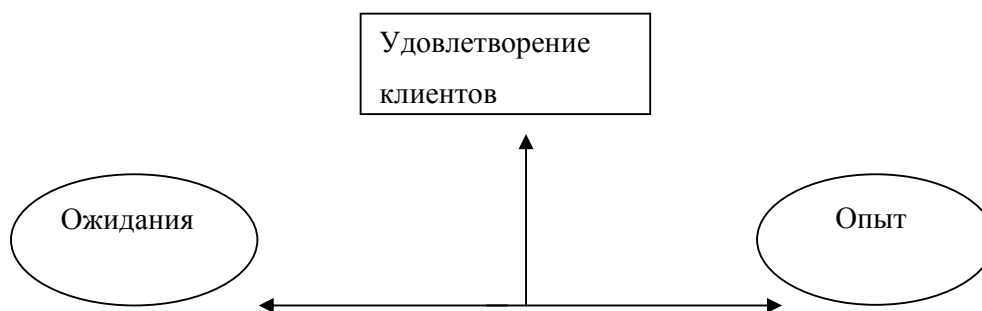 Удовлетворение
клиентов
Ожидания
Опыт